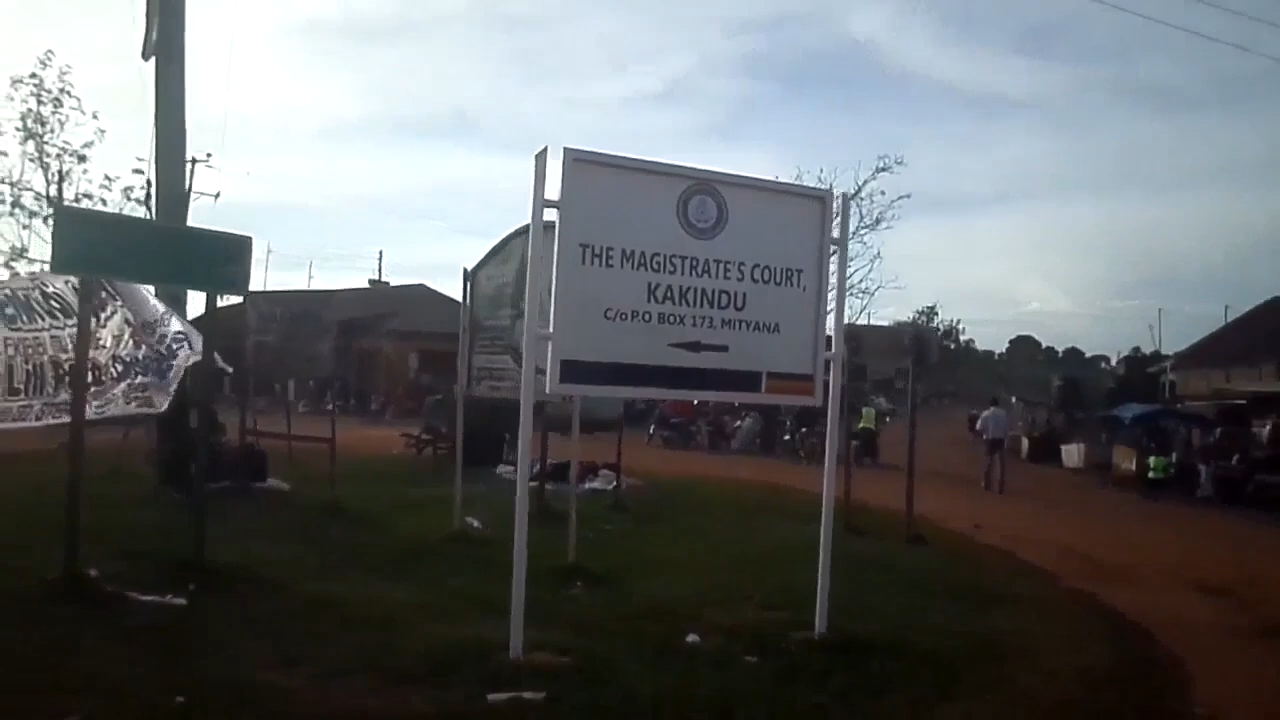 THE MAGISTRATE'S COURT,
KAKINDU
C/o P.O BOX 173, MITYANA